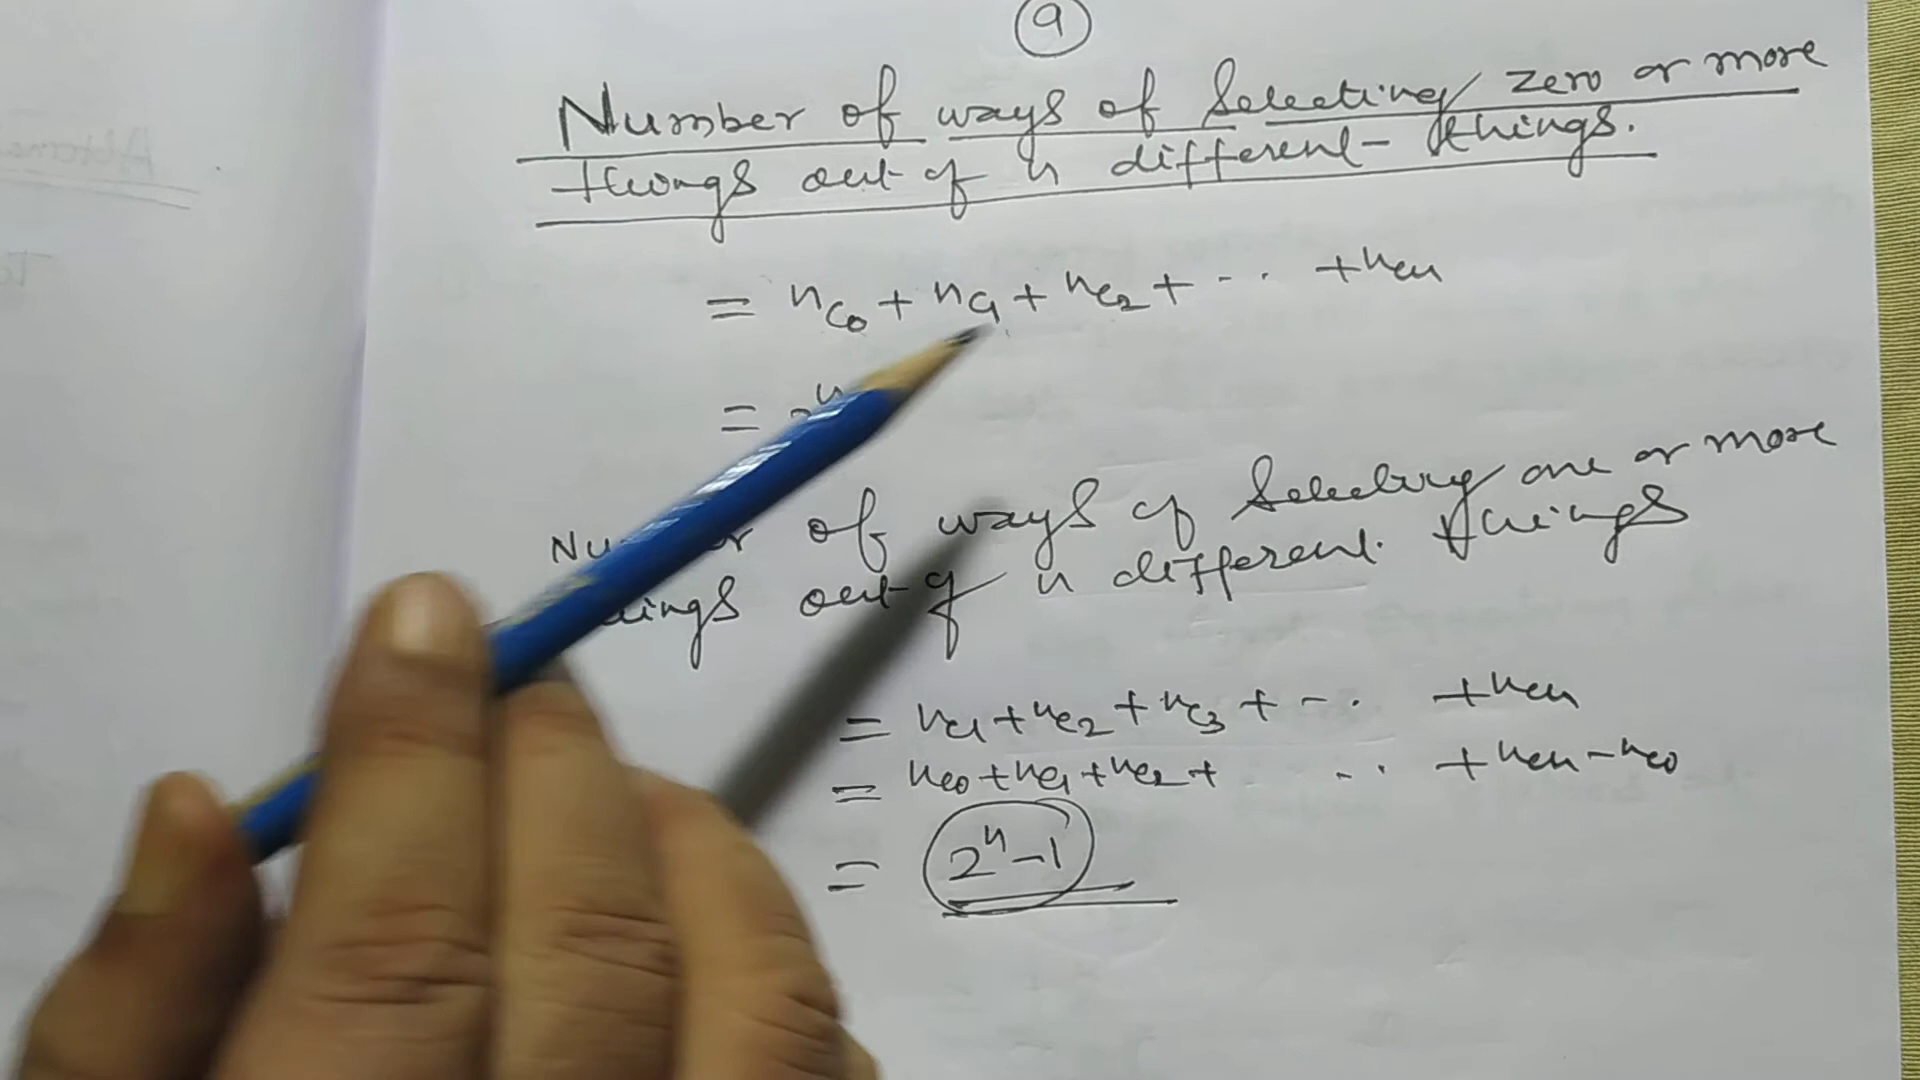 9
Number of ways of Selecting zero or more
things out of n different things.
= nC0 + nC1 + nC2 + -- .. + nCn
= 2n
of ways of Selecting one or more
out of n different things
= nC1 + nC2 + nC3 + -- . + nCn
= nC0 + nC1 + nC2 + -- . + nCn - nC0
= 2n - 1